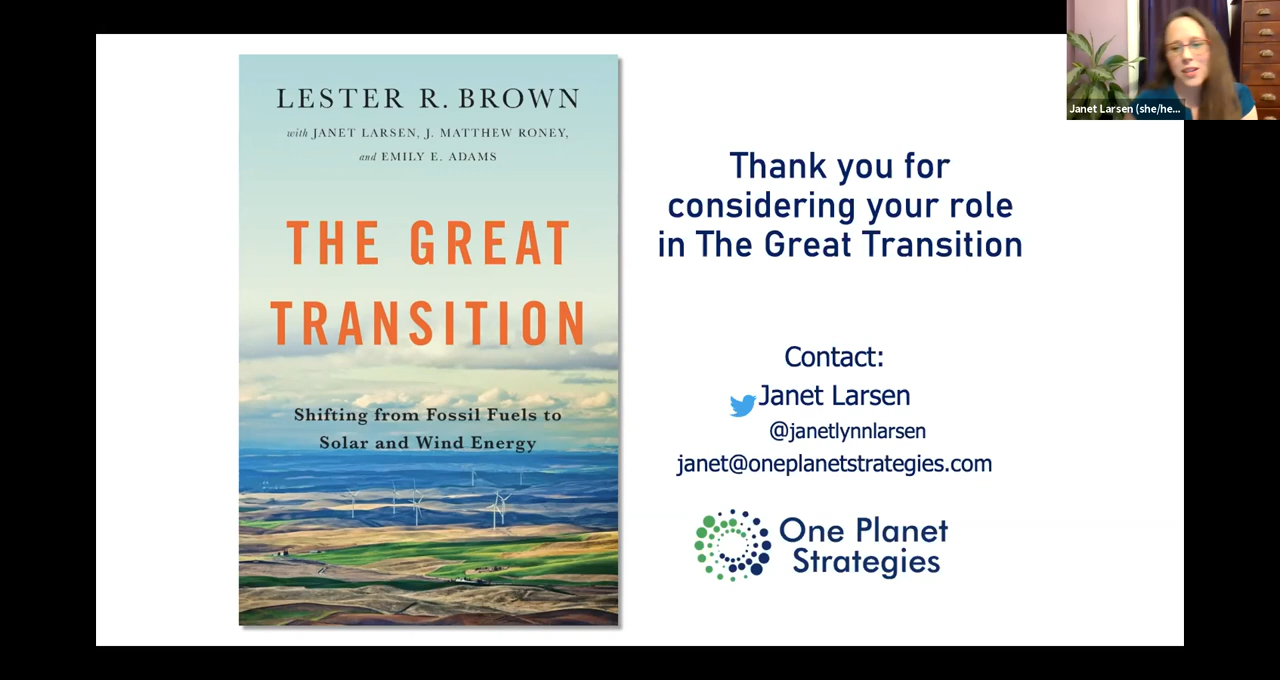 LESTER R. BROWN
with JANET LARSEN, J. MATTHEW RONEY,
and EMILY E. ADAMS
THE GREAT
TRANSITION
Shifting from Fossil Fuels to
Solar and Wind Energy
Thank you for
considering your role
in The Great Transition
Contact:
Janet Larsen
@janetlynnlarsen
janet@oneplanetstrategies.com
One Planet
Strategies
Janet Larsen (she/he...